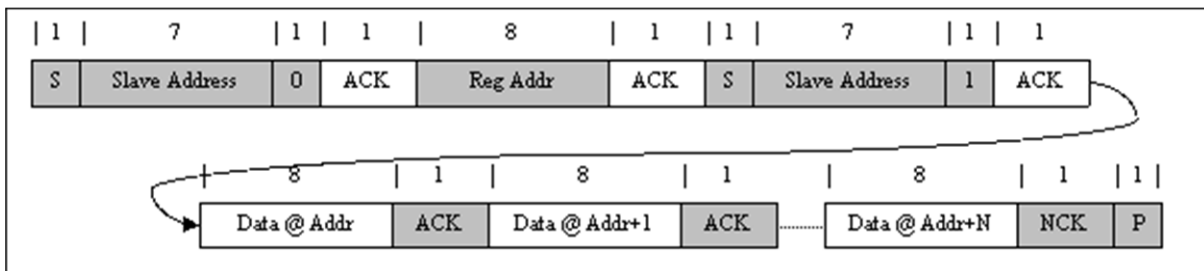 | 1 | 7 | 1 | 1 | 8 | 1 | 1 | 7 | 1 | 1
S Slave Address 0 ACK Reg Addr ACK S Slave Address 1 ACK
| 8 | 1 | 8 | 1 | 8 | 1 | 1 |
Data @ Addr ACK Data @ Addr+1 ACK Data @ Addr+N NCK P